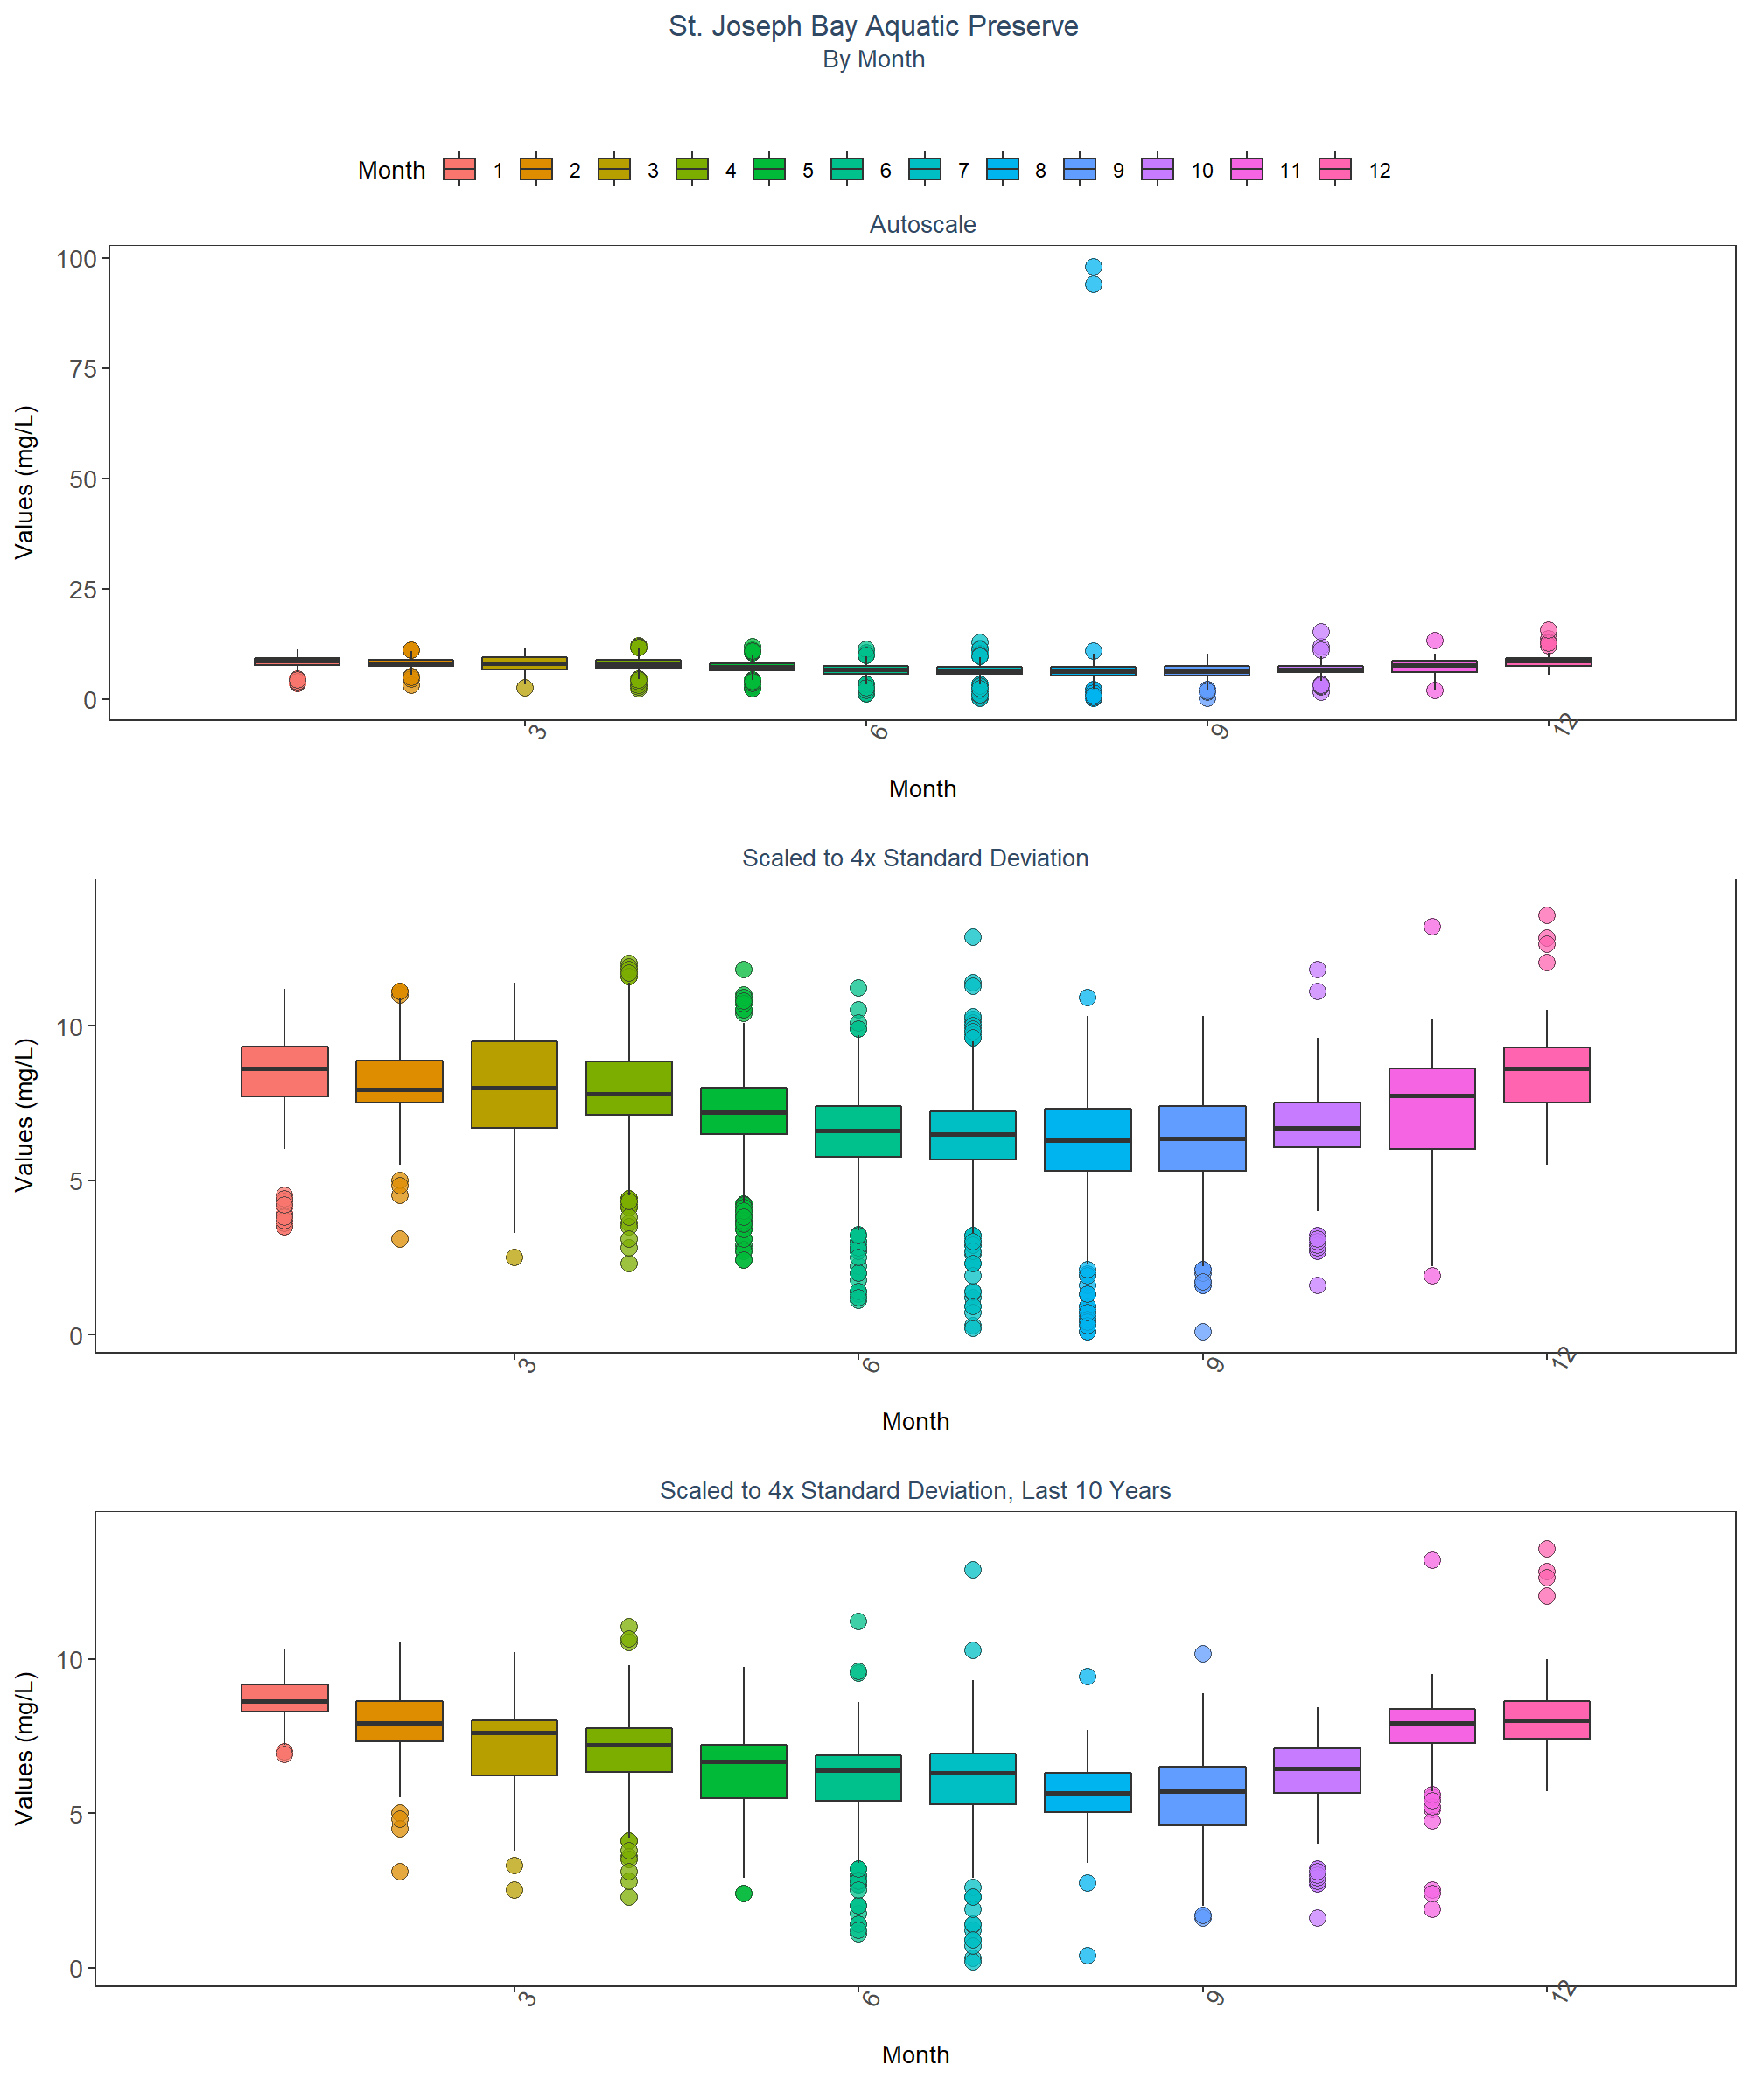 St. Joseph Bay Aquatic Preserve
By Month
Month 1 2 3 4 5 6 7 8 9 10 11 12
Autoscale
100
75
50
25
0
Values (mg/L)
3 6 9 12
Month
Scaled to 4x Standard Deviation
10
5
0
Values (mg/L)
3 6 9 12
Month
Scaled to 4x Standard Deviation, Last 10 Years
10
5
0
Values (mg/L)
3 6 9 12
Month